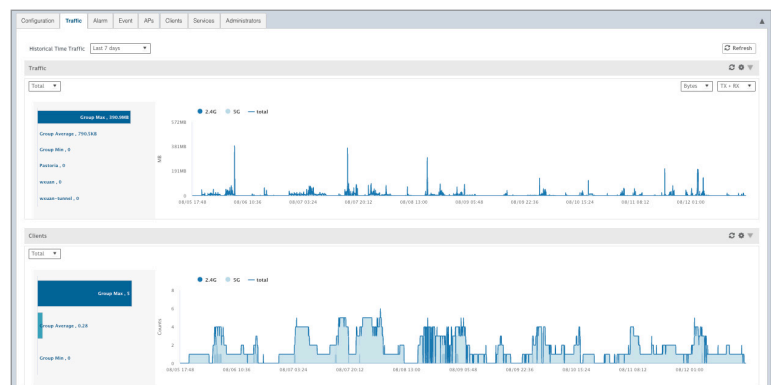 Configuration Traffic Alarm Event APs Clients Services Administrators
Historical Time Traffic Last 7 days Refresh
Traffic
Total Bytes TX + RX
2.4G 5G total
Group Max , 390.9MB
Group Average , 790.5KB
Group Min , 0
Pastoria , 0
wxuan , 0
wxuan-tunnel , 0
572MB
381MB
191MB
0
MB
08/05 17:48 08/06 10:36 08/07 03:24 08/07 20:12 08/08 13:00 08/09 05:48 08/09 22:36 08/10 15:24 08/11 08:12 08/12 01:00
Clients
Total
2.4G 5G total
Group Max , 5
Group Average , 0.28
Group Min , 0
8
6
4
2
0
Counts
08/05 17:48 08/06 10:36 08/07 03:24 08/07 20:12 08/08 13:00 08/09 05:48 08/09 22:36 08/10 15:24 08/11 08:12 08/12 01:00